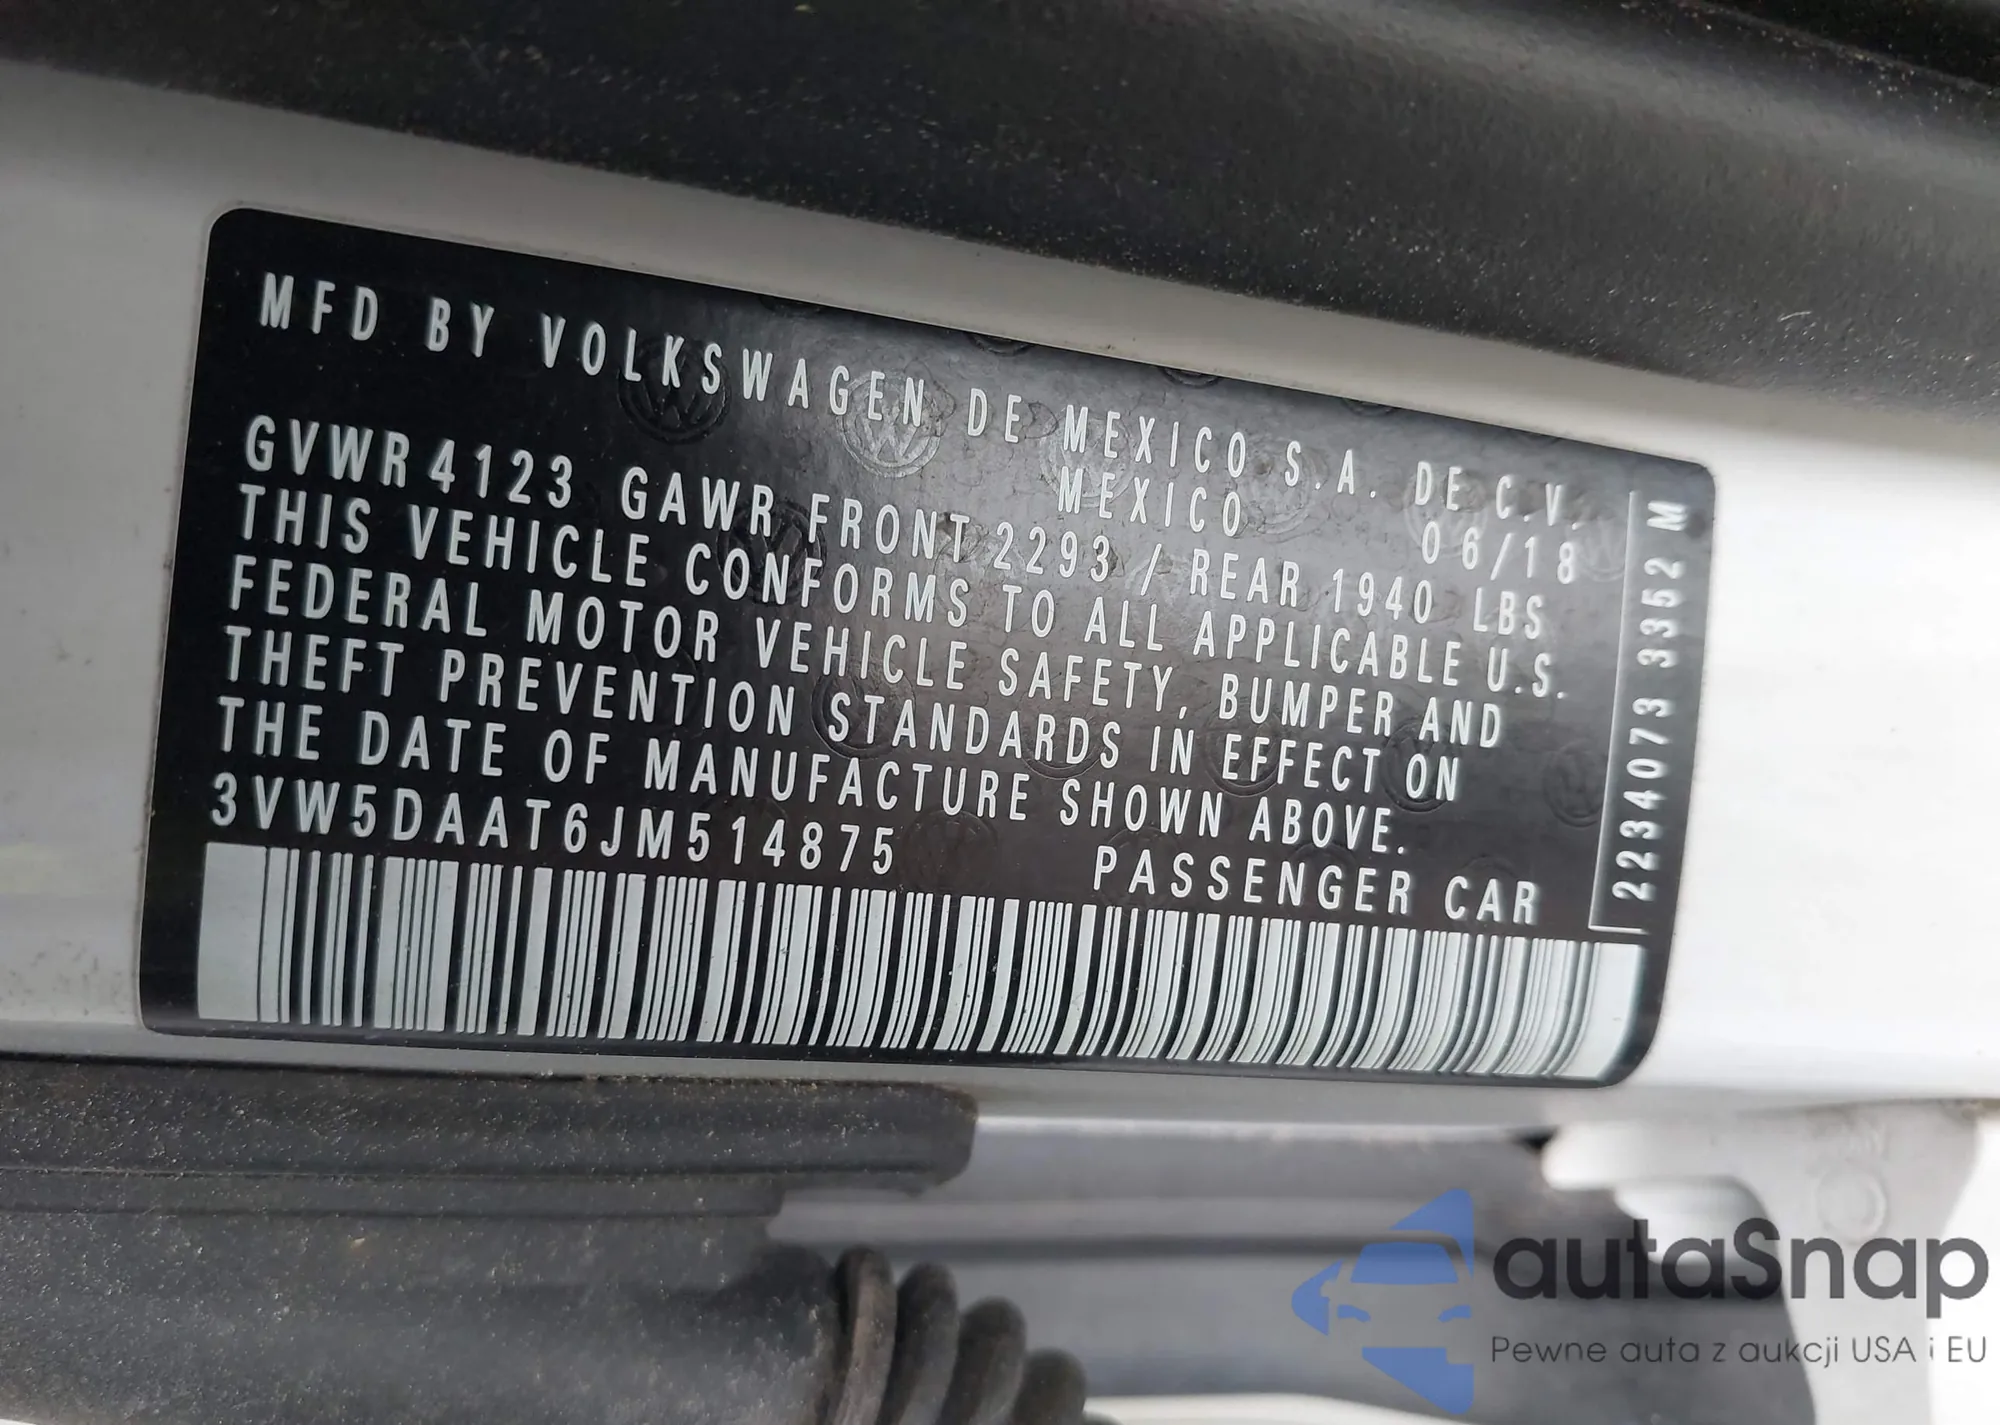 MFD BY VOLKSWAGEN DE MEXICO S.A. DE C.V.
MEXICO 06/18
GVWR 4123 GAWR FRONT 2293 / REAR 1940 LBS
THIS VEHICLE CONFORMS TO ALL APPLICABLE U.S.
FEDERAL MOTOR VEHICLE SAFETY, BUMPER AND
THEFT PREVENTION STANDARDS IN EFFECT ON
THE DATE OF MANUFACTURE SHOWN ABOVE.
3VW5DAAT6JM514875 PASSENGER CAR
2234073 3352 M
autaSnap
Pewne auta z aukcji USA i EU